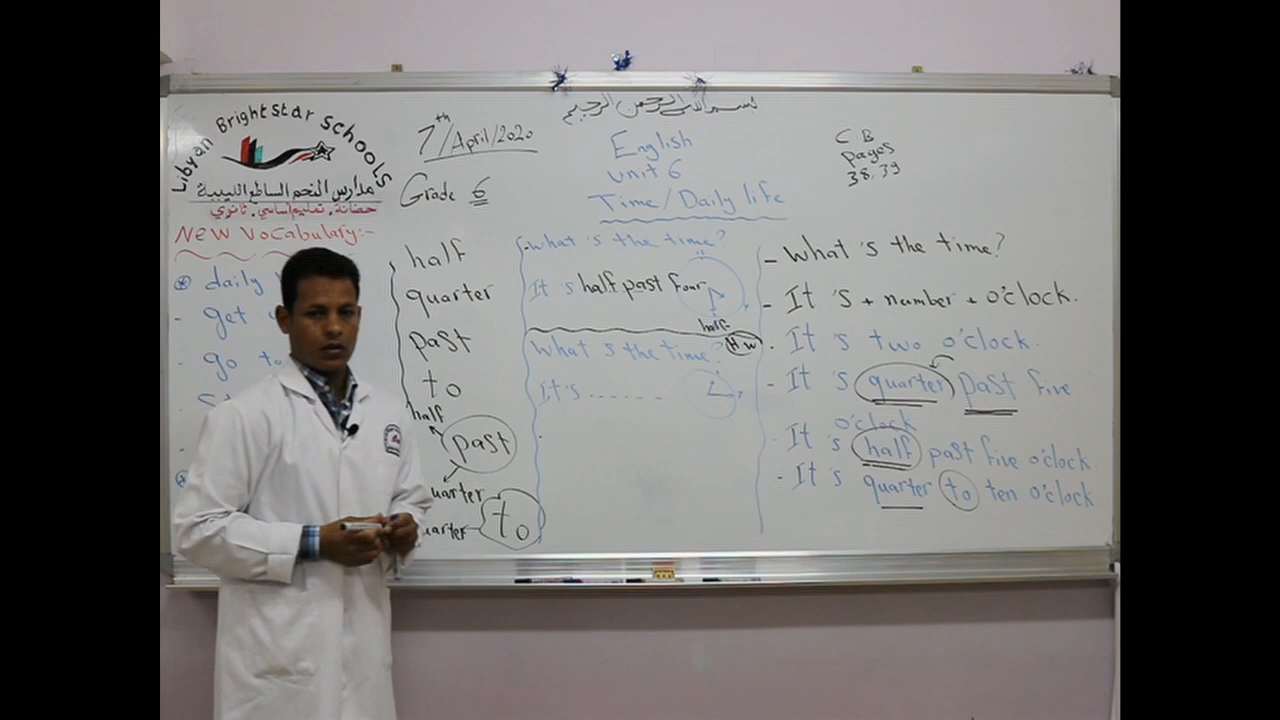 Libyan Bright Star Schools
مدارس النجم الساطع الليبية
حضانة . تعليم اساسي . ثانوي
7th/April/2020
Grade 6
بسم الله الرحمن الرحيم
English
Unit 6
Time/Daily life
C B
pages
38.39
New Vocabulary:-
daily
- get
- go to
half
quarter
past
to
half
past
quarter
quarter
to
- What's the time?
It's half past four
half
H.W
What's the time?
It's ......
- What's the time?
- It's + number + o'clock.
- It's two o'clock.
- It's quarter past five
o'clock
- It's half past five o'clock.
- It's quarter to ten o'clock.